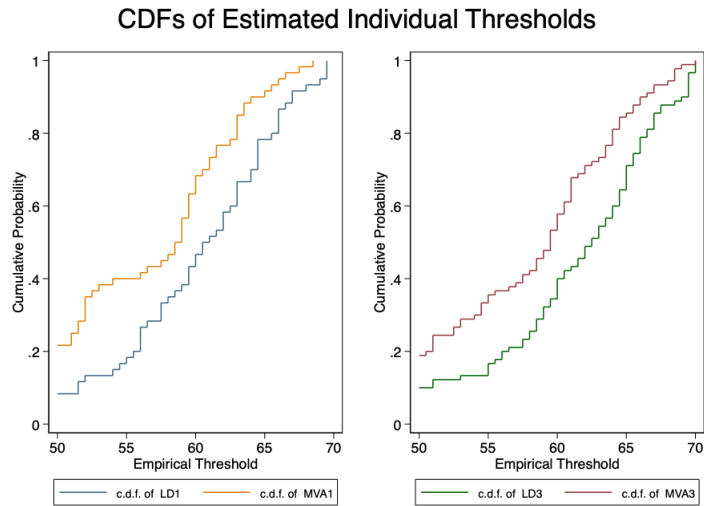 CDFs of Estimated Individual Thresholds
Cumulative Probability
1
.8
.6
.4
.2
0
50 55 60 65 70
Empirical Threshold
c.d.f. of LD1 c.d.f. of MVA1
Cumulative Probability
1
.8
.6
.4
.2
0
50 55 60 65 70
Empirical Threshold
c.d.f. of LD3 c.d.f. of MVA3